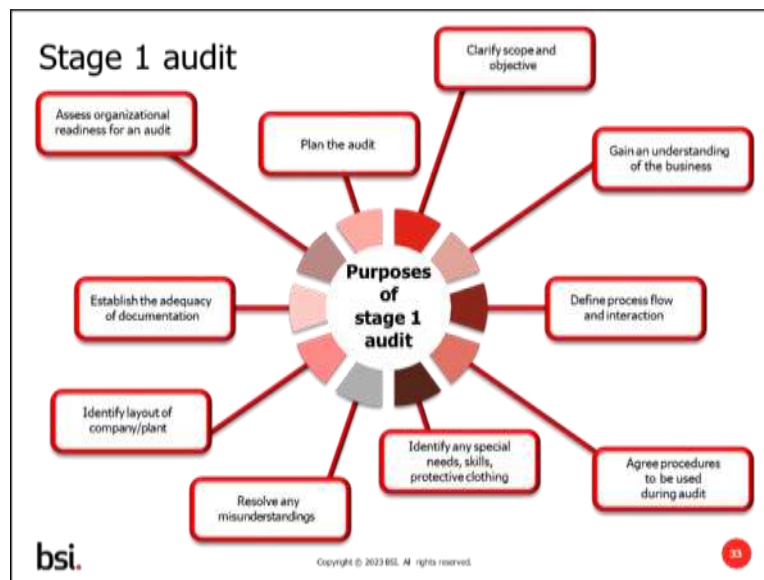 Stage 1 audit
Clarify scope and
objective
Assess organizational
readiness for an audit
Plan the audit
Gain an understanding
of the business
Purposes
of
stage 1
audit
Establish the adequacy
of documentation
Define process flow
and interaction
Identify layout of
company/plant
Identify any special
needs, skills,
protective clothing
Agree procedures
to be used
during audit
Resolve any
misunderstandings
bsi.
Copyright © 2023 BSI. All rights reserved.
33